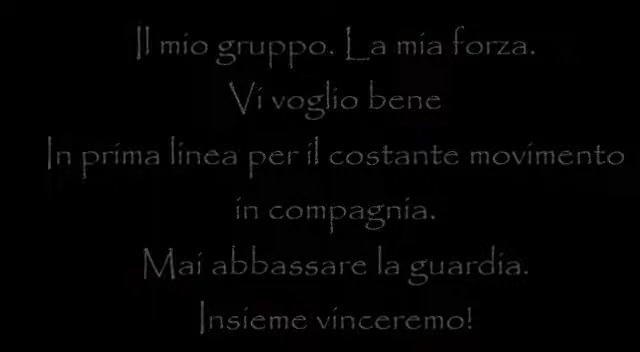 Il mio gruppo. La mia forza.
Vi voglio bene
In prima linea per il costante movimento
in compagnia.
Mai abbassare la guardia.
Insieme vinceremo!